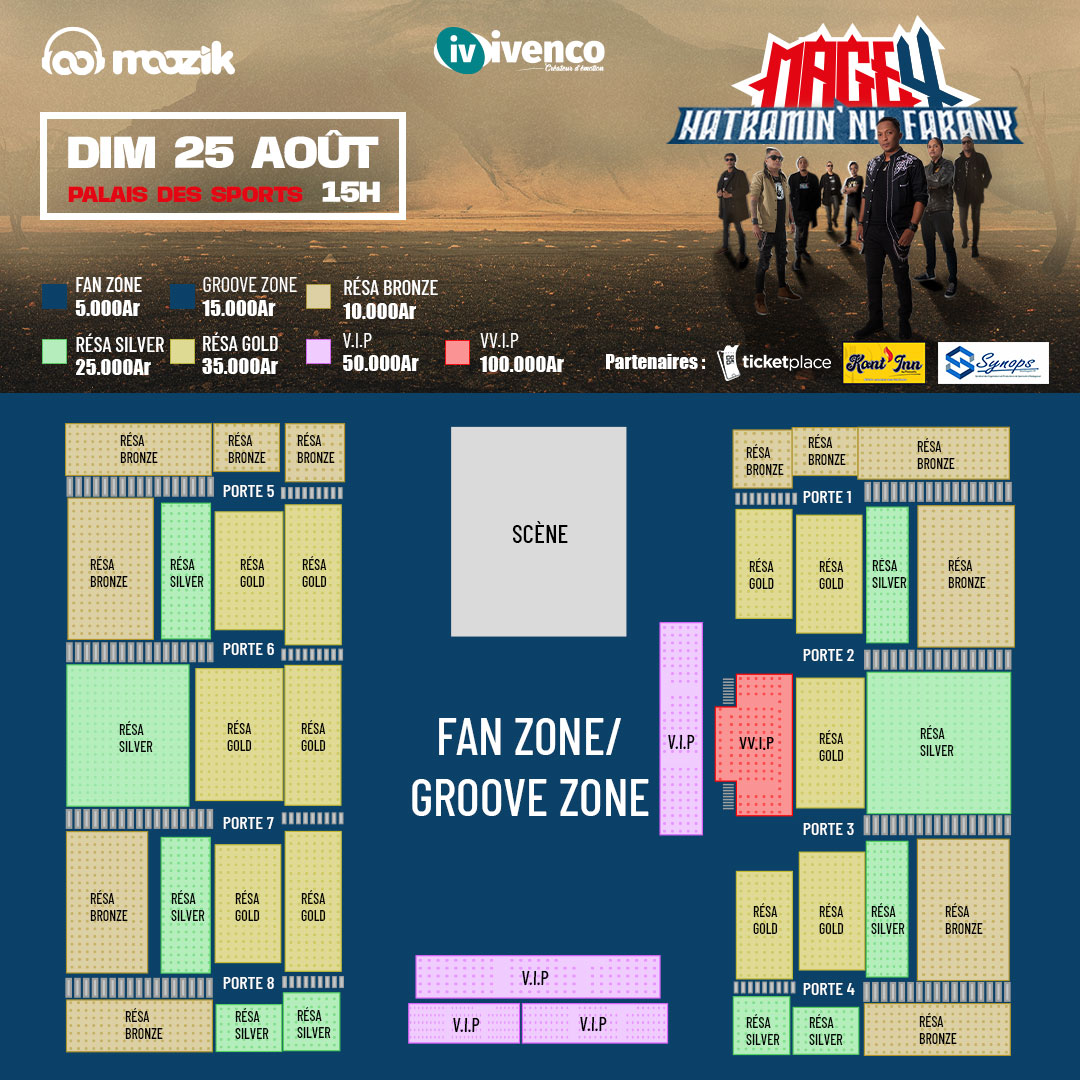 mozik
iv ivenco
Créateur d'émotion
MAGE4
HATRAMIN'NY FARANY
DIM 25 AOÛT
PALAIS DES SPORTS 15H
FAN ZONE
5.000Ar
GROOVE ZONE
15.000Ar
RÉSA BRONZE
10.000Ar
RÉSA SILVER
25.000Ar
RÉSA GOLD
35.000Ar
V.I.P
50.000Ar
VV.I.P
100.000Ar
Partenaires :
ticketplace
Kont'Inn
Synops
RÉSA
BRONZE
RÉSA
BRONZE
RÉSA
BRONZE
PORTE 5
RÉSA
BRONZE
RÉSA
SILVER
RÉSA
GOLD
RÉSA
GOLD
PORTE 6
RÉSA
SILVER
RÉSA
GOLD
RÉSA
GOLD
PORTE 7
RÉSA
BRONZE
RÉSA
SILVER
RÉSA
GOLD
RÉSA
GOLD
PORTE 8
RÉSA
BRONZE
RÉSA
SILVER
RÉSA
SILVER
SCÈNE
FAN ZONE/
GROOVE ZONE
V.I.P
V.I.P
V.I.P
V.I.P
RÉSA
BRONZE
RÉSA
BRONZE
RÉSA
BRONZE
PORTE 1
RÉSA
GOLD
RÉSA
GOLD
RÉSA
SILVER
RÉSA
BRONZE
PORTE 2
VV.I.P
RÉSA
GOLD
RÉSA
SILVER
PORTE 3
RÉSA
GOLD
RÉSA
GOLD
RÉSA
SILVER
RÉSA
BRONZE
PORTE 4
RÉSA
SILVER
RÉSA
SILVER
RÉSA
BRONZE